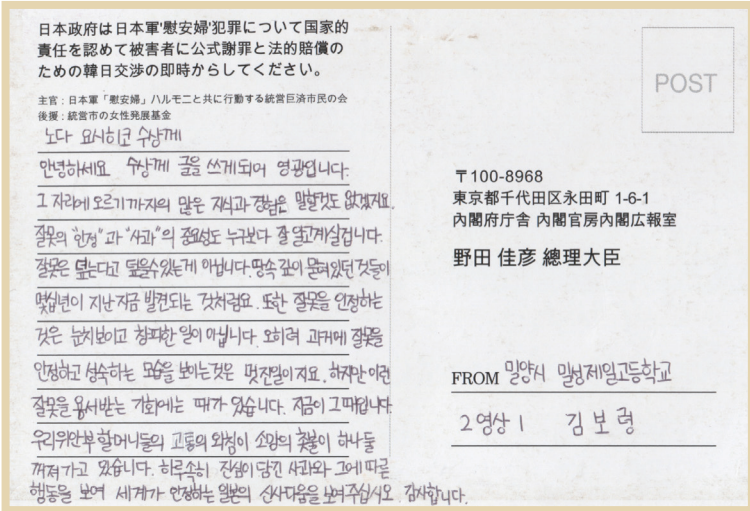 日本政府は日本軍'慰安婦'犯罪について国家的
責任を認めて被害者に公式謝罪と法的賠償の
ための韓日交渉の即時からしてください。
主官 : 日本軍「慰安婦」ハルモ二と共に行動する統営巨済市民の会
後援 : 統営市の女性発展基金
노다 요시히코 수상께
안녕하세요 수상께 글을 쓰게되어 영광입니다.
그 자리에 오르기 까지의 많은 지식과 경험은 말할것도 없겠지요.
잘못의 "인정"과 "사과"의 중요성도 누구보다 잘 알고계실겁니다.
잘못은 덮는다고 덮을수있는게 아닙니다. 땅속 깊이 묻혀있던 것들이
몇십년이 지난 지금 발견되는 것처럼요. 또한 잘못을 인정하는
것은 눈치보이고 창피한 일이 아닙니다. 오히려 과거에 잘못을
인정하고 성숙하는 모습을 보이는것은 멋진일이지요. 하지만 이런
잘못을 용서받는 기회에는 때가 있습니다. 지금이 그때입니다.
우리 위안부 할머니들의 고통의 외침이 소망의 촛불이 하나둘
꺼져가고 있습니다. 하루속히 진심이 담긴 사과와 그에 따른
행동을 보여 세계가 인정하는 일본의 신사다움을 보여주십시오. 감사합니다.
POST
〒100-8968
東京都千代田区永田町 1-6-1
內閣府庁舎 內閣官房內閣広報室
野田 佳彦 總理大臣
FROM 밀양시 밀성제일고등학교
2영상1 김보령